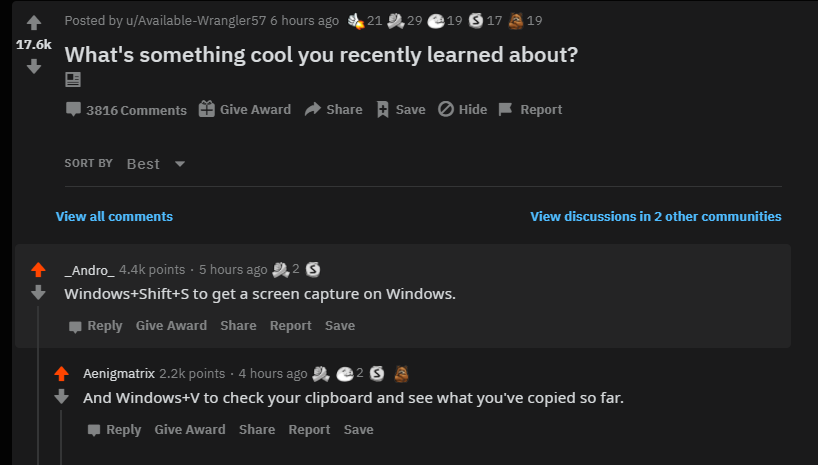 Posted by u/Available-Wrangler57 6 hours ago 21 29 19 S 17 19
17.6k
What's something cool you recently learned about?
3816 Comments Give Award Share Save Hide Report
SORT BY Best
View all comments View discussions in 2 other communities
_Andro_ 4.4k points · 5 hours ago 2 S
Windows+Shift+S to get a screen capture on Windows.
Reply Give Award Share Report Save
Aenigmatrix 2.2k points · 4 hours ago 2 S
And Windows+V to check your clipboard and see what you've copied so far.
Reply Give Award Share Report Save